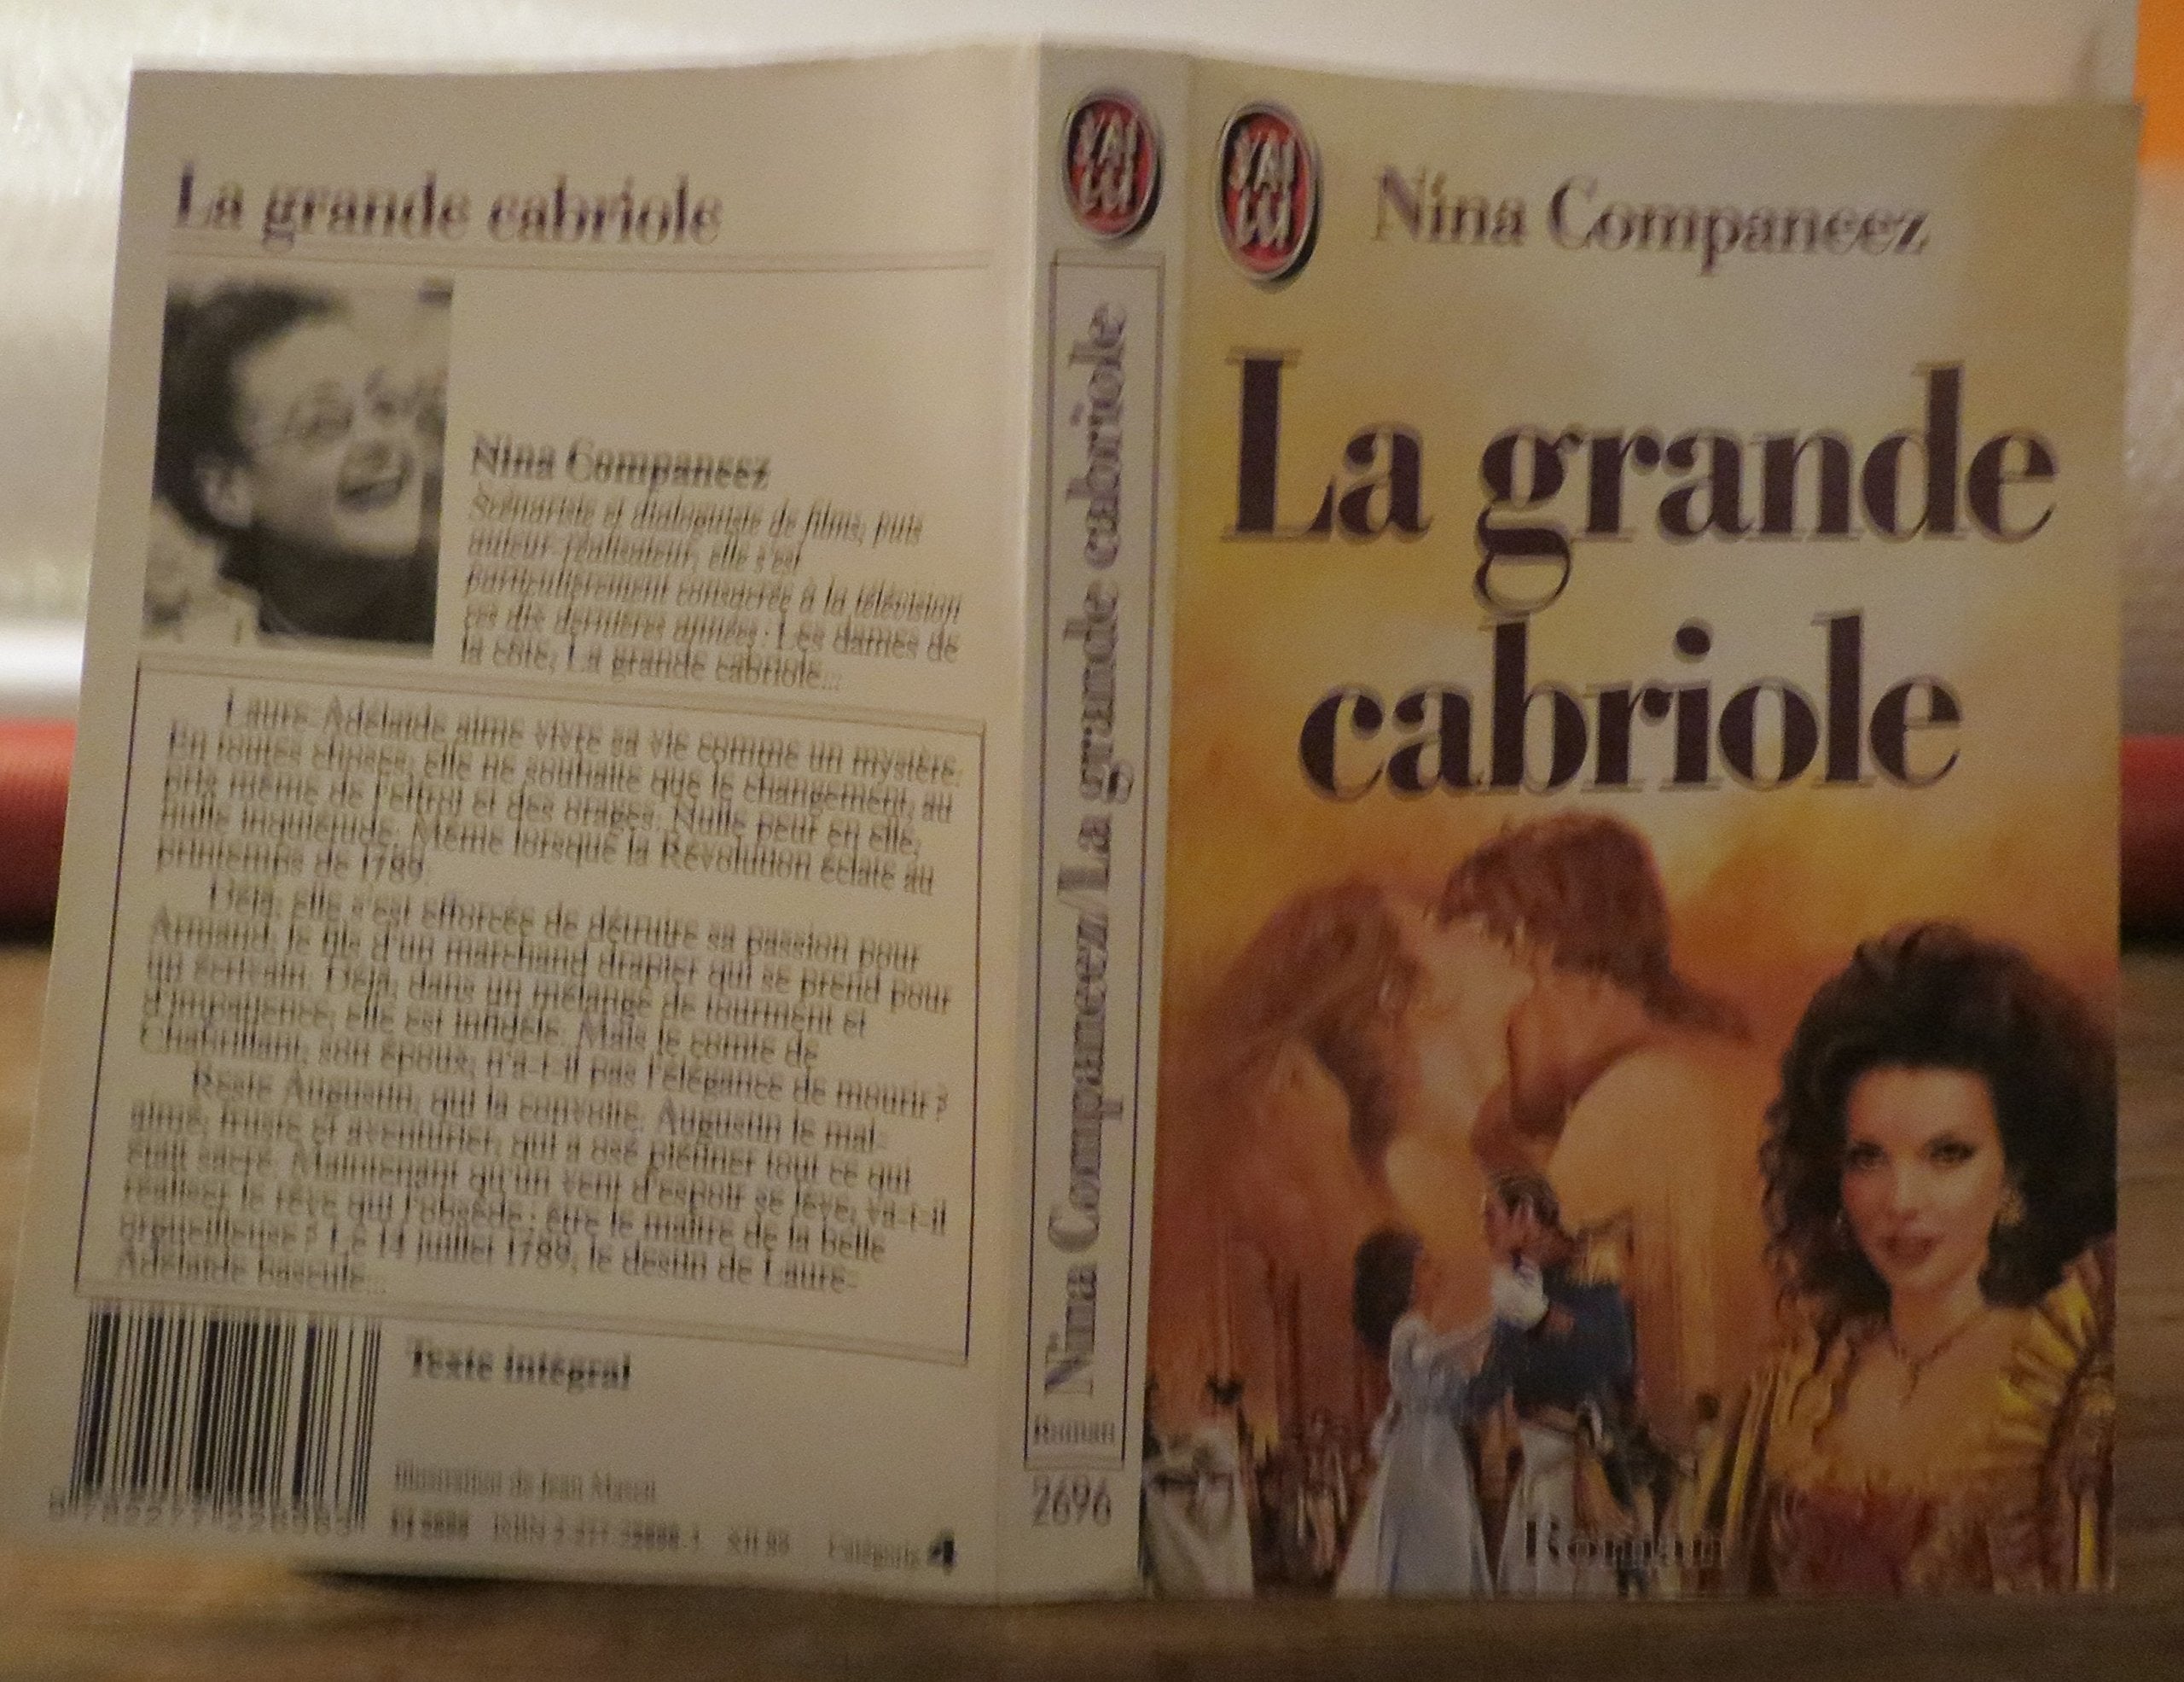 La grande cabriole
Nina Companeez
Scénariste et dialoguiste de films, puis
auteur-réalisateur, elle s'est
particulièrement consacrée à la télévision
ces dix dernières années : Les dames de
la côte, La grande cabriole...
Laure-Adélaïde aime vivre sa vie comme un mystère.
En toutes choses, elle ne souhaite que le changement, au
prix même de l'effroi et des orages. Nulle peur en elle,
nulle inquiétude. Même lorsque la Révolution éclate au
printemps de 1789.
Déjà, elle s'est efforcée de détruire sa passion pour
Armand, le fils d'un marchand drapier qui se prend pour
un écrivain. Déjà, dans un mélange de tourment et
d'impatience, elle est infidèle. Mais le comte de
Chabrillant, son époux, n'a-t-il pas l'élégance de mourir ?
Reste Augustin, qui la convoite. Augustin le mal-
aimé, fruste et aventurier, qui a osé piétiner tout ce qui
était sacré. Maintenant qu'un vent d'espoir se lève, va-t-il
réaliser le rêve qui l'obsède : être le maître de la belle
orgueilleuse ? Le 14 juillet 1789, le destin de Laure-
Adélaïde bascule...
Texte intégral
Illustration de Jean
ISBN 2-277-22696-3
Catégorie 4
J'AI
LU
Nina Companeez/La grande cabriole
Roman
2696
J'AI
LU
Nina Companeez
La grande
cabriole
Roman